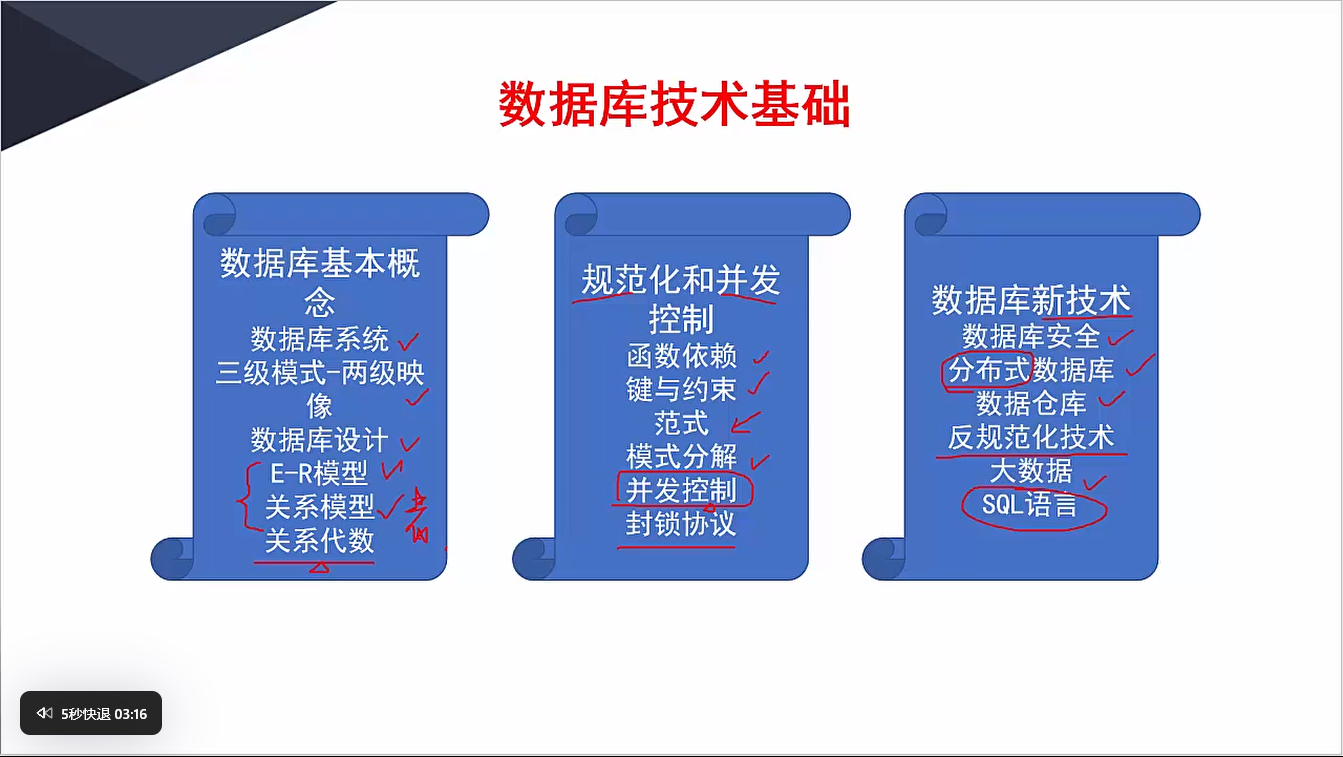 数据库技术基础
数据库基本概
念
数据库系统
三级模式-两级映
像
数据库设计
E-R模型
关系模型
关系代数
规范化和并发
控制
函数依赖
键与约束
范式
模式分解
并发控制
封锁协议
数据库新技术
数据库安全
分布式数据库
数据仓库
反规范化技术
大数据
SQL语言
5秒快退 03:16